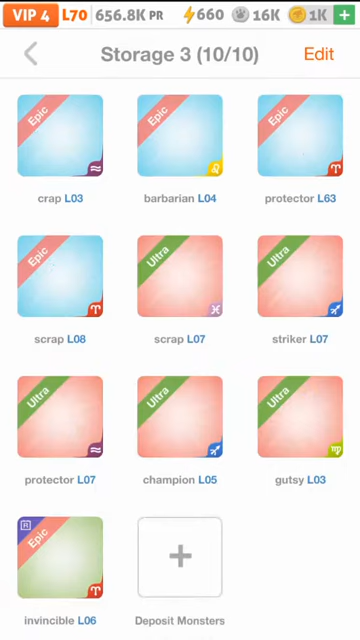 VIP 4 L70 656.8K PR 660 16K 1K +
Storage 3 (10/10) Edit
Epic Epic Epic
crap L03 barbarian L04 protector L63
Epic Ultra Ultra
scrap L08 scrap L07 striker L07
Ultra Ultra Ultra
protector L07 champion L05 gutsy L03
R Epic
invincible L06 Deposit Monsters